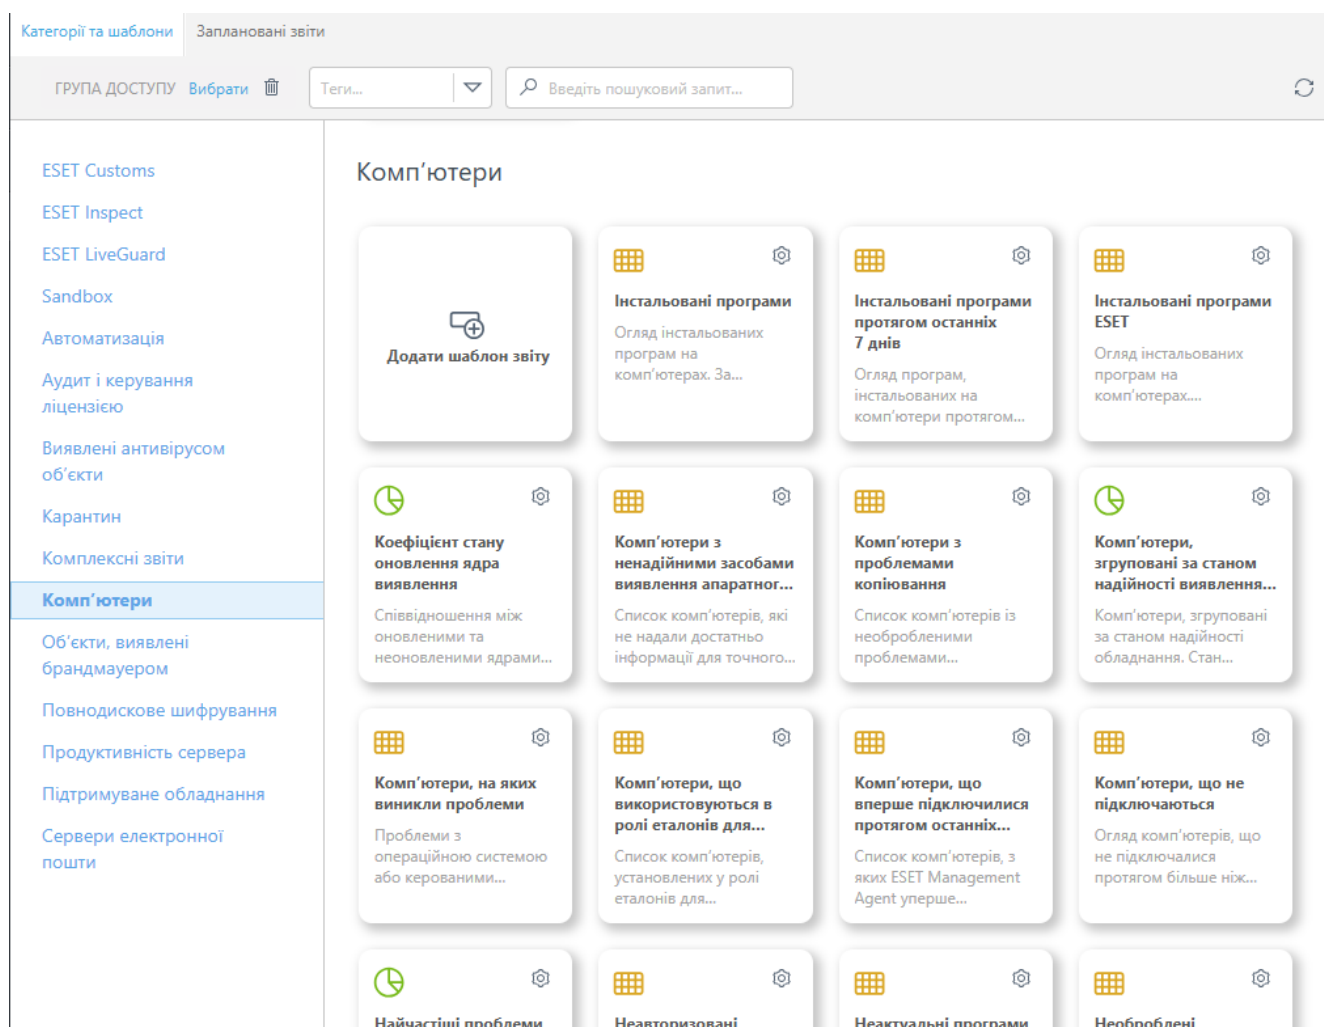 Категорії та шаблони
Заплановані звіти
ГРУПА ДОСТУПУ Вибрати
Теги...
Введіть пошуковий запит...
ESET Customs
ESET Inspect
ESET LiveGuard
Sandbox
Автоматизація
Аудит і керування
ліцензією
Виявлені антивірусом
об'єкти
Карантин
Комплексні звіти
Комп'ютери
Об'єкти, виявлені
брандмауером
Повнодискове шифрування
Продуктивність сервера
Підтримуване обладнання
Сервери електронної
пошти
Комп'ютери
Додати шаблон звіту
Інстальовані програми
Огляд інстальованих
програм на
комп'ютерах. За...
Інстальовані програми
протягом останніх
7 днів
Огляд програм,
інстальованих на
комп'ютери протягом...
Інстальовані програми
ESET
Огляд інстальованих
програм на
комп'ютерах....
Коефіцієнт стану
оновлення ядра
виявлення
Співвідношення між
оновленими та
неоновленими ядрами...
Комп'ютери з
ненадійними засобами
виявлення апаратног...
Список комп'ютерів, які
не надали достатньо
інформації для точного...
Комп'ютери з
проблемами
копіювання
Список комп'ютерів із
необробленими
проблемами...
Комп'ютери,
згруповані за станом
надійності виявлення...
Комп'ютери, згруповані
за станом надійності
обладнання. Стан...
Комп'ютери, на яких
виникли проблеми
Проблеми з
операційною системою
або керованими...
Комп'ютери, що
використовуються в
ролі еталонів для...
Список комп'ютерів,
установлених у ролі
еталонів для...
Комп'ютери, що
вперше підключилися
протягом останніх...
Список комп'ютерів, з
яких ESET Management
Agent уперше...
Комп'ютери, що не
підключаються
Огляд комп'ютерів, що
не підключалися
протягом більше ніж...
Найчастіші проблеми
Неавторизовані
Неактуальні програми
Необроблені